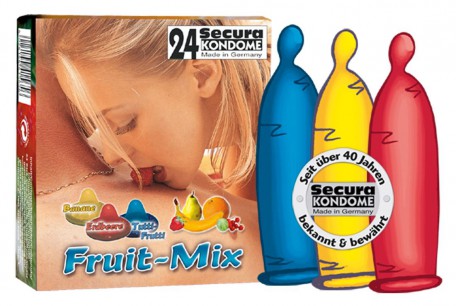 24
Secura
KONDOME
Made in Germany
Banane
Erdbeere
Tutti-
Frutti
Fruit-Mix
Seit über 40 Jahren
Secura
KONDOME
Made in Germany
bekannt & bewährt